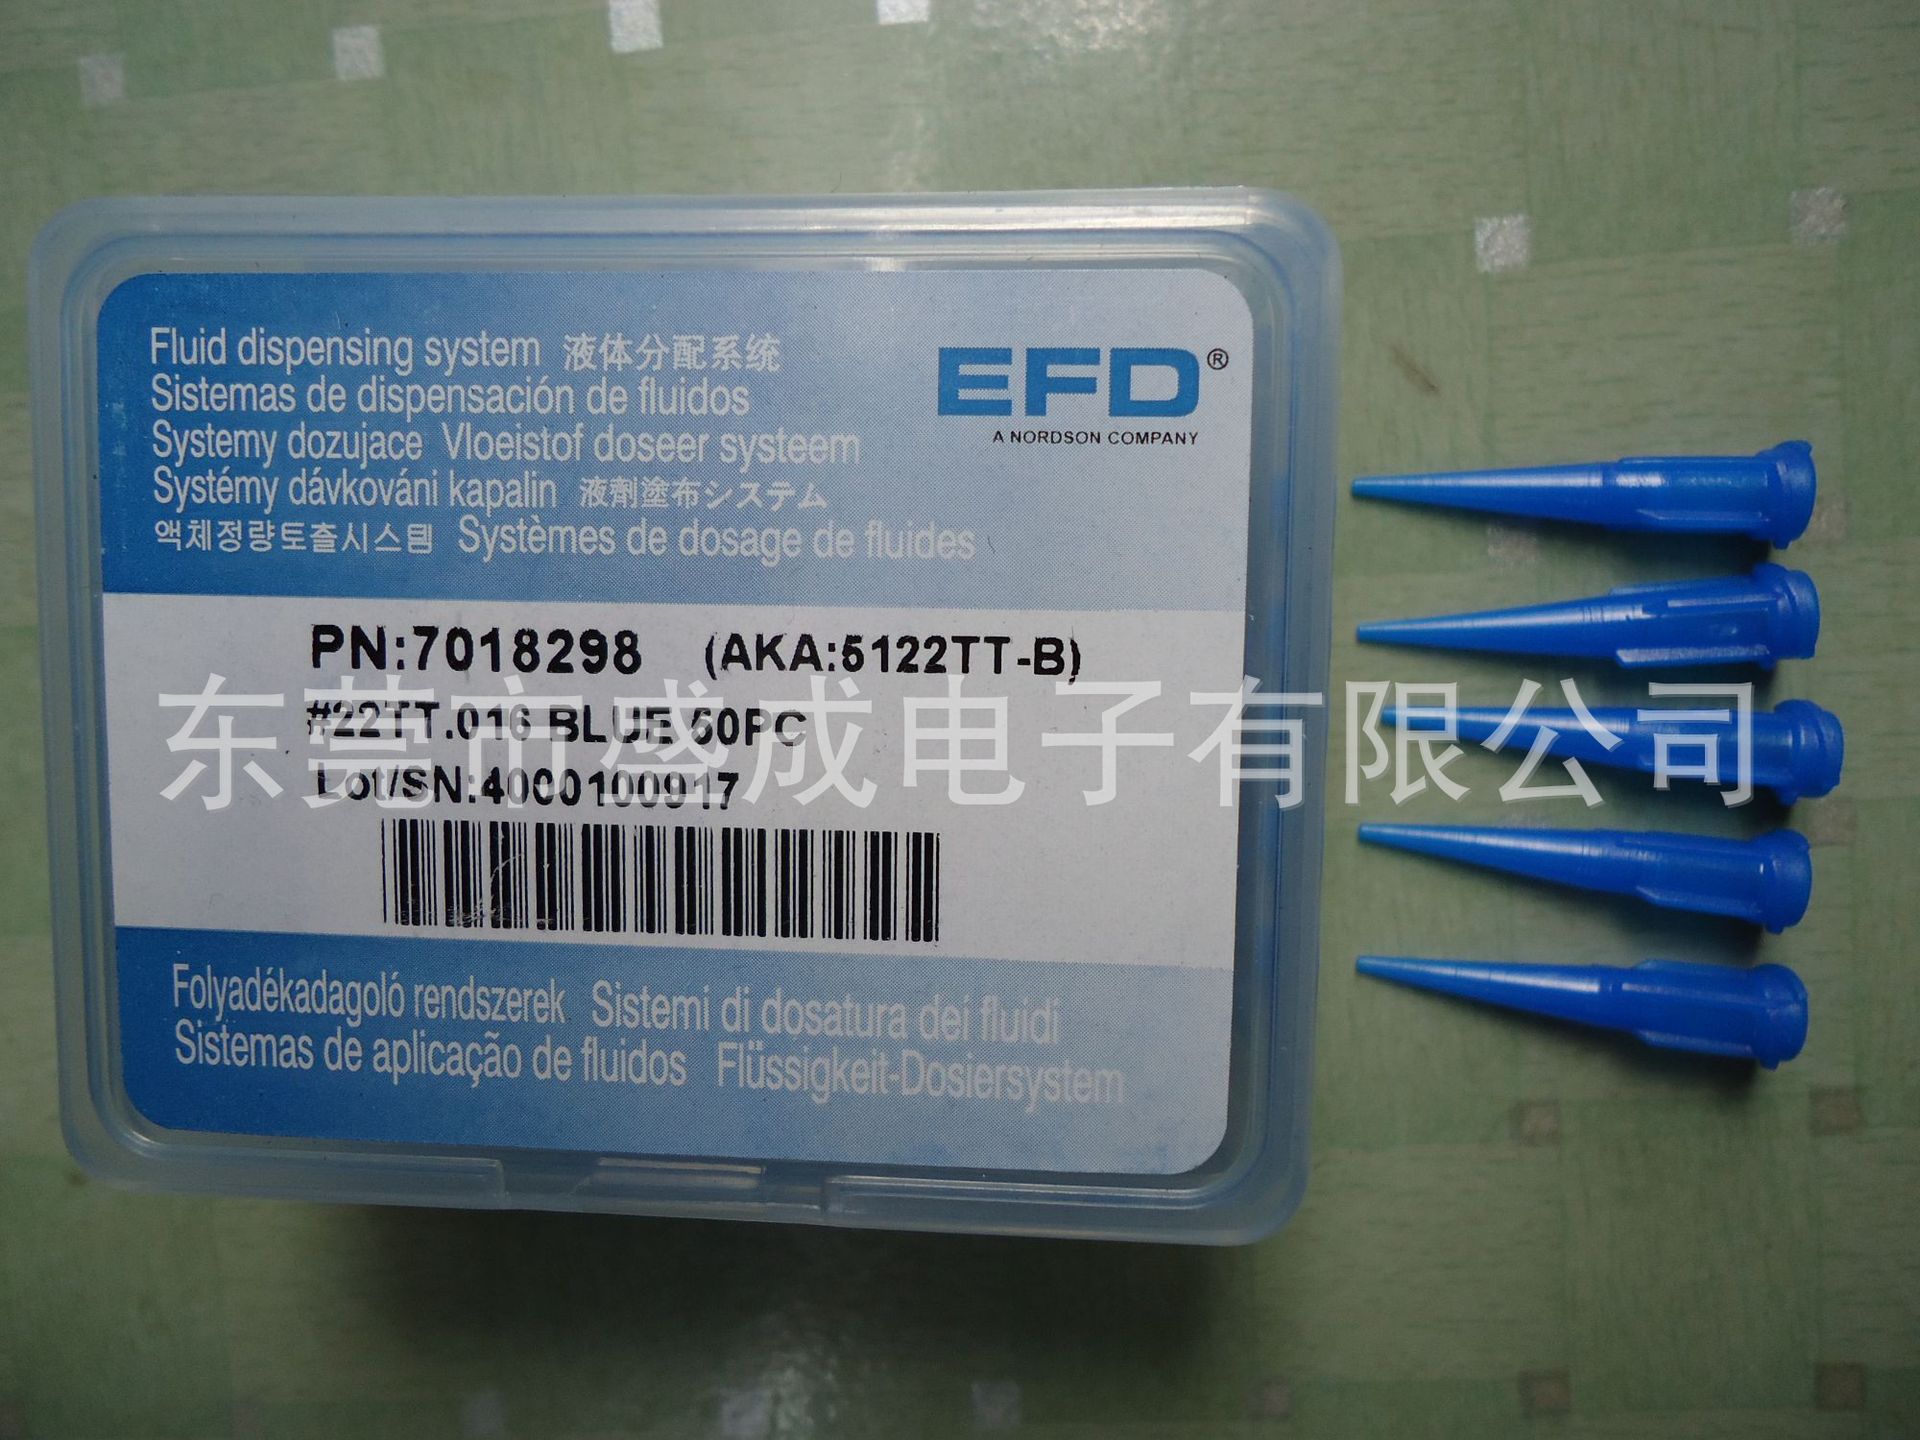 Fluid dispensing system 液体分配系统
Sistemas de dispensación de fluidos
Systemy dozujace Vloeistof doseer systeem
Systémy dávkováni kapalin 液劑塗布システム
액체정량토출시스템 Systèmes de dosage de fluides
EFD®
A NORDSON COMPANY
PN:7018298 (AKA:5122TT-B)
#22TT.016 BLUE 50PC
东莞市盛成电子有限公司
Lot/SN:4000100917
Folyadékadagoló rendszerek Sistemi di dosatura dei fluidi
Sistemas de aplicação de fluidos Flüssigkeit-Dosiersystem